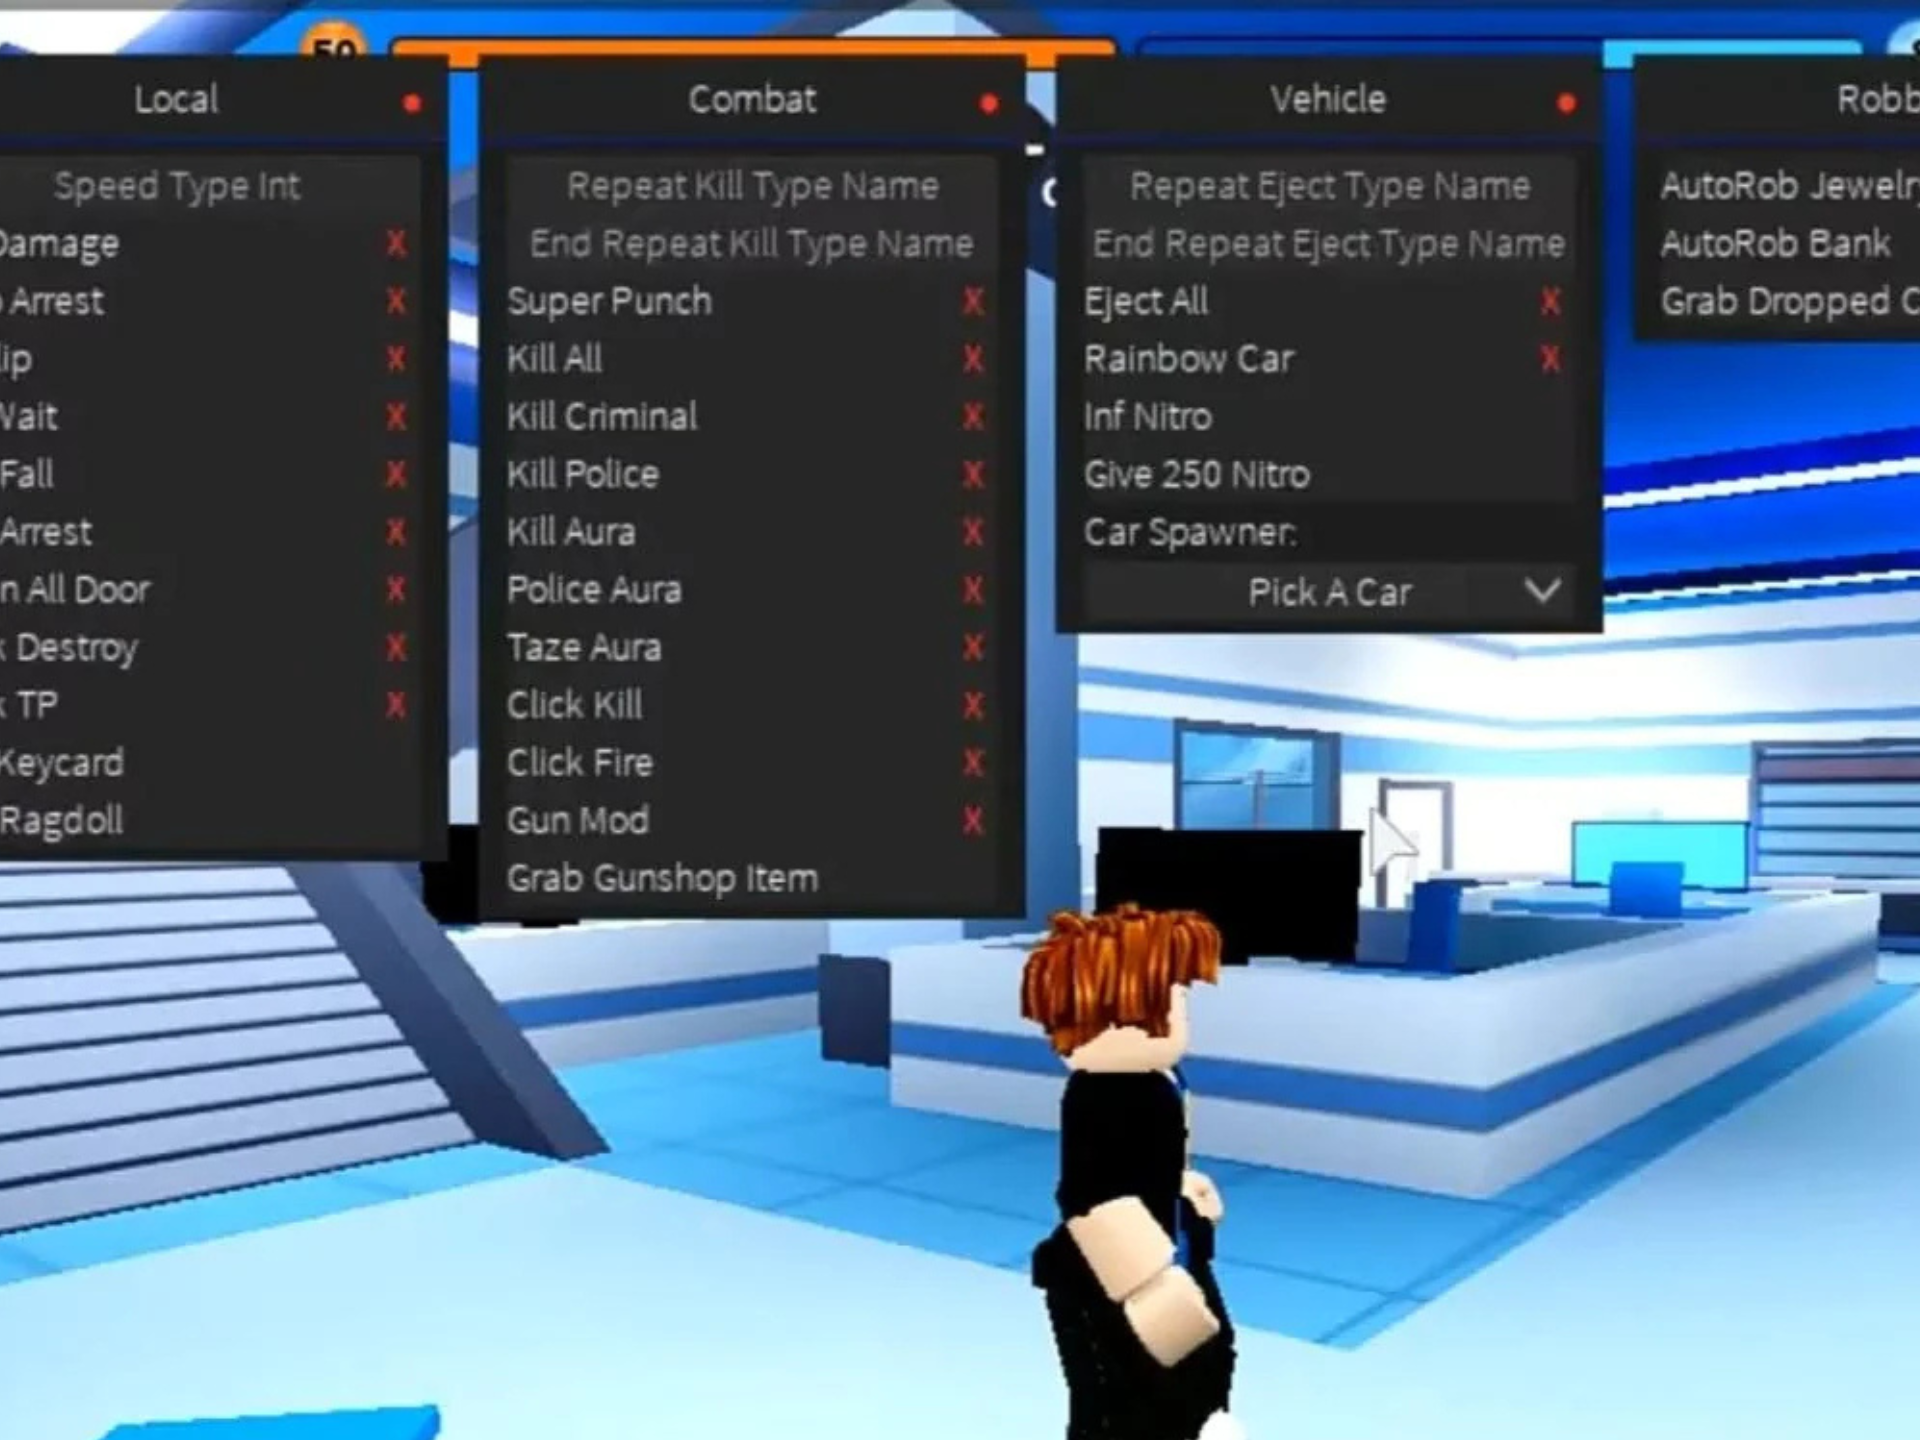 50
Local
Speed Type Int
Damage X
Arrest X
ip X
Wait X
Fall X
Arrest X
n All Door X
k Destroy X
k TP X
Keycard
Ragdoll
Combat
Repeat Kill Type Name
End Repeat Kill Type Name
Super Punch X
Kill All X
Kill Criminal X
Kill Police X
Kill Aura X
Police Aura X
Taze Aura X
Click Kill X
Click Fire X
Gun Mod X
Grab Gunshop Item
Vehicle
Repeat Eject Type Name
End Repeat Eject Type Name
Eject All X
Rainbow Car X
Inf Nitro
Give 250 Nitro
Car Spawner:
Pick A Car
Robb
AutoRob Jewelry
AutoRob Bank
Grab Dropped C